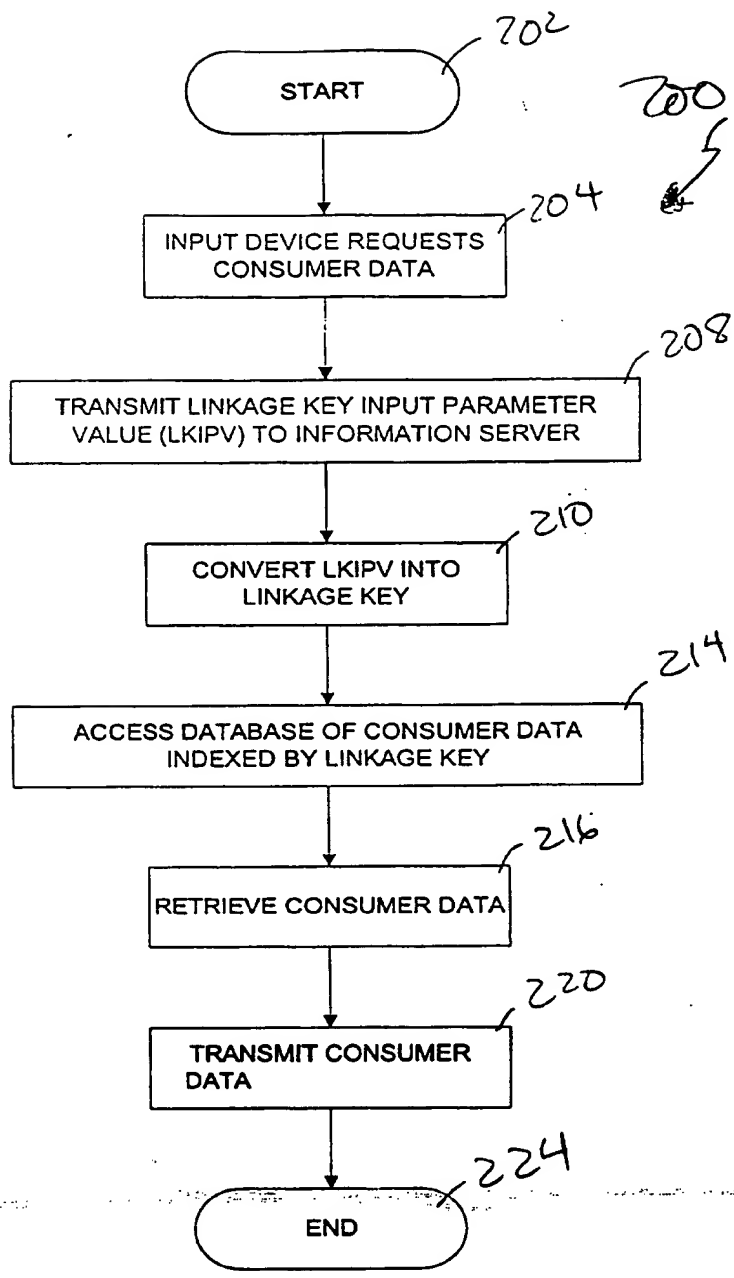 202
START
200
204
INPUT DEVICE REQUESTS
CONSUMER DATA
208
TRANSMIT LINKAGE KEY INPUT PARAMETER
VALUE (LKIPV) TO INFORMATION SERVER
210
CONVERT LKIPV INTO
LINKAGE KEY
214
ACCESS DATABASE OF CONSUMER DATA
INDEXED BY LINKAGE KEY
216
RETRIEVE CONSUMER DATA
220
TRANSMIT CONSUMER
DATA
224
END